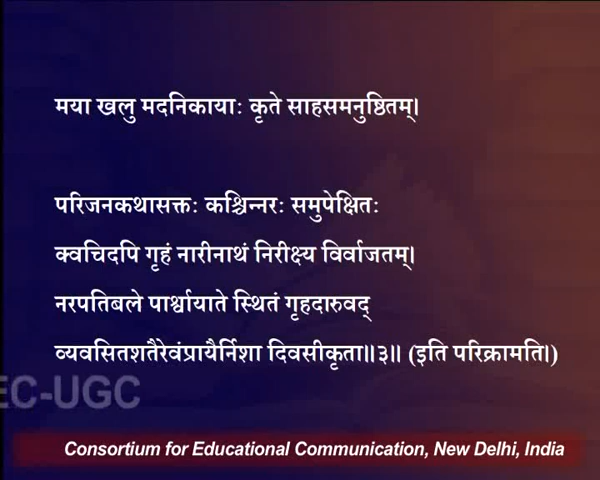 मया खलु मदनिकायाः कृते साहसमनुष्ठितम्।
परिजनकथासक्तः कश्चिन्नरः समुपेक्षितः
क्वचिदपि गृहं नारीनाथं निरीक्ष्य विर्वाजतम्।
नरपतिबले पार्श्वायाते स्थितं गृहदारुवद्
व्यवसितशतैरेवंप्रायैर्निशा दिवसीकृता॥३॥ (इति परिक्रामति।)
EC-UGC
Consortium for Educational Communication, New Delhi, India